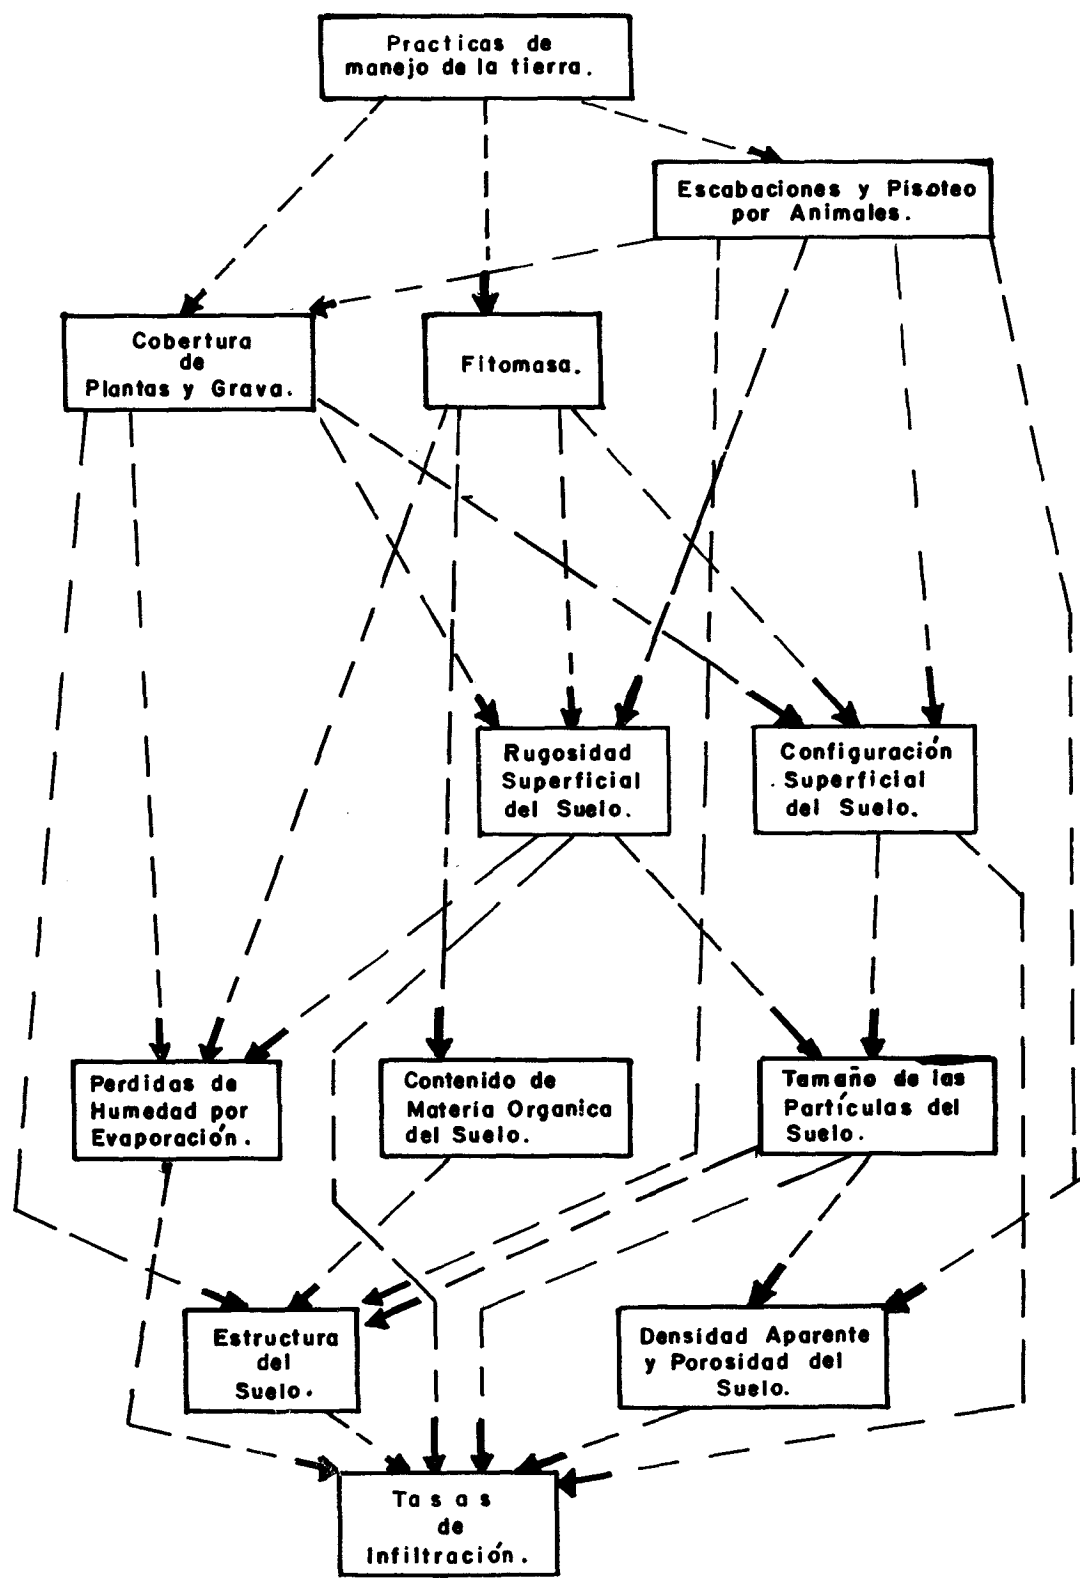 Practicas de
manejo de la tierra.
Escabaciones y Pisoteo
por Animales.
Cobertura
de
Plantas y Grava.
Fitomasa.
Rugosidad
Superficial
del Suelo.
Configuración
Superficial
del Suelo.
Perdidas de
Humedad por
Evaporación.
Contenido de
Materia Organica
del Suelo.
Tamaño de las
Partículas del
Suelo.
Estructura
del
Suelo.
Densidad Aparente
y Porosidad del
Suelo.
Tasas
de
Infiltración.